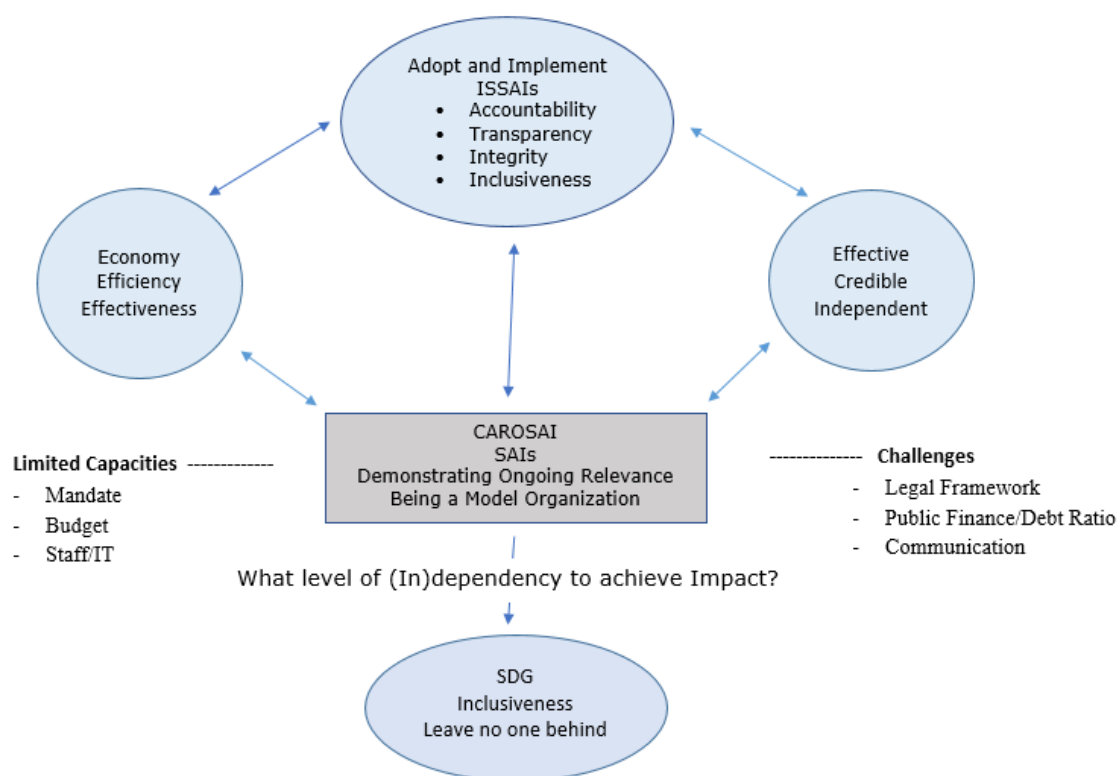 Adopt and Implement
ISSAIs
• Accountability
• Transparency
• Integrity
• Inclusiveness
Economy
Efficiency
Effectiveness
Effective
Credible
Independent
CAROSAI
SAIs
Demonstrating Ongoing Relevance
Being a Model Organization
Limited Capacities -------------
- Mandate
- Budget
- Staff/IT
-------------- Challenges
- Legal Framework
- Public Finance/Debt Ratio
- Communication
What level of (In)dependency to achieve Impact?
SDG
Inclusiveness
Leave no one behind